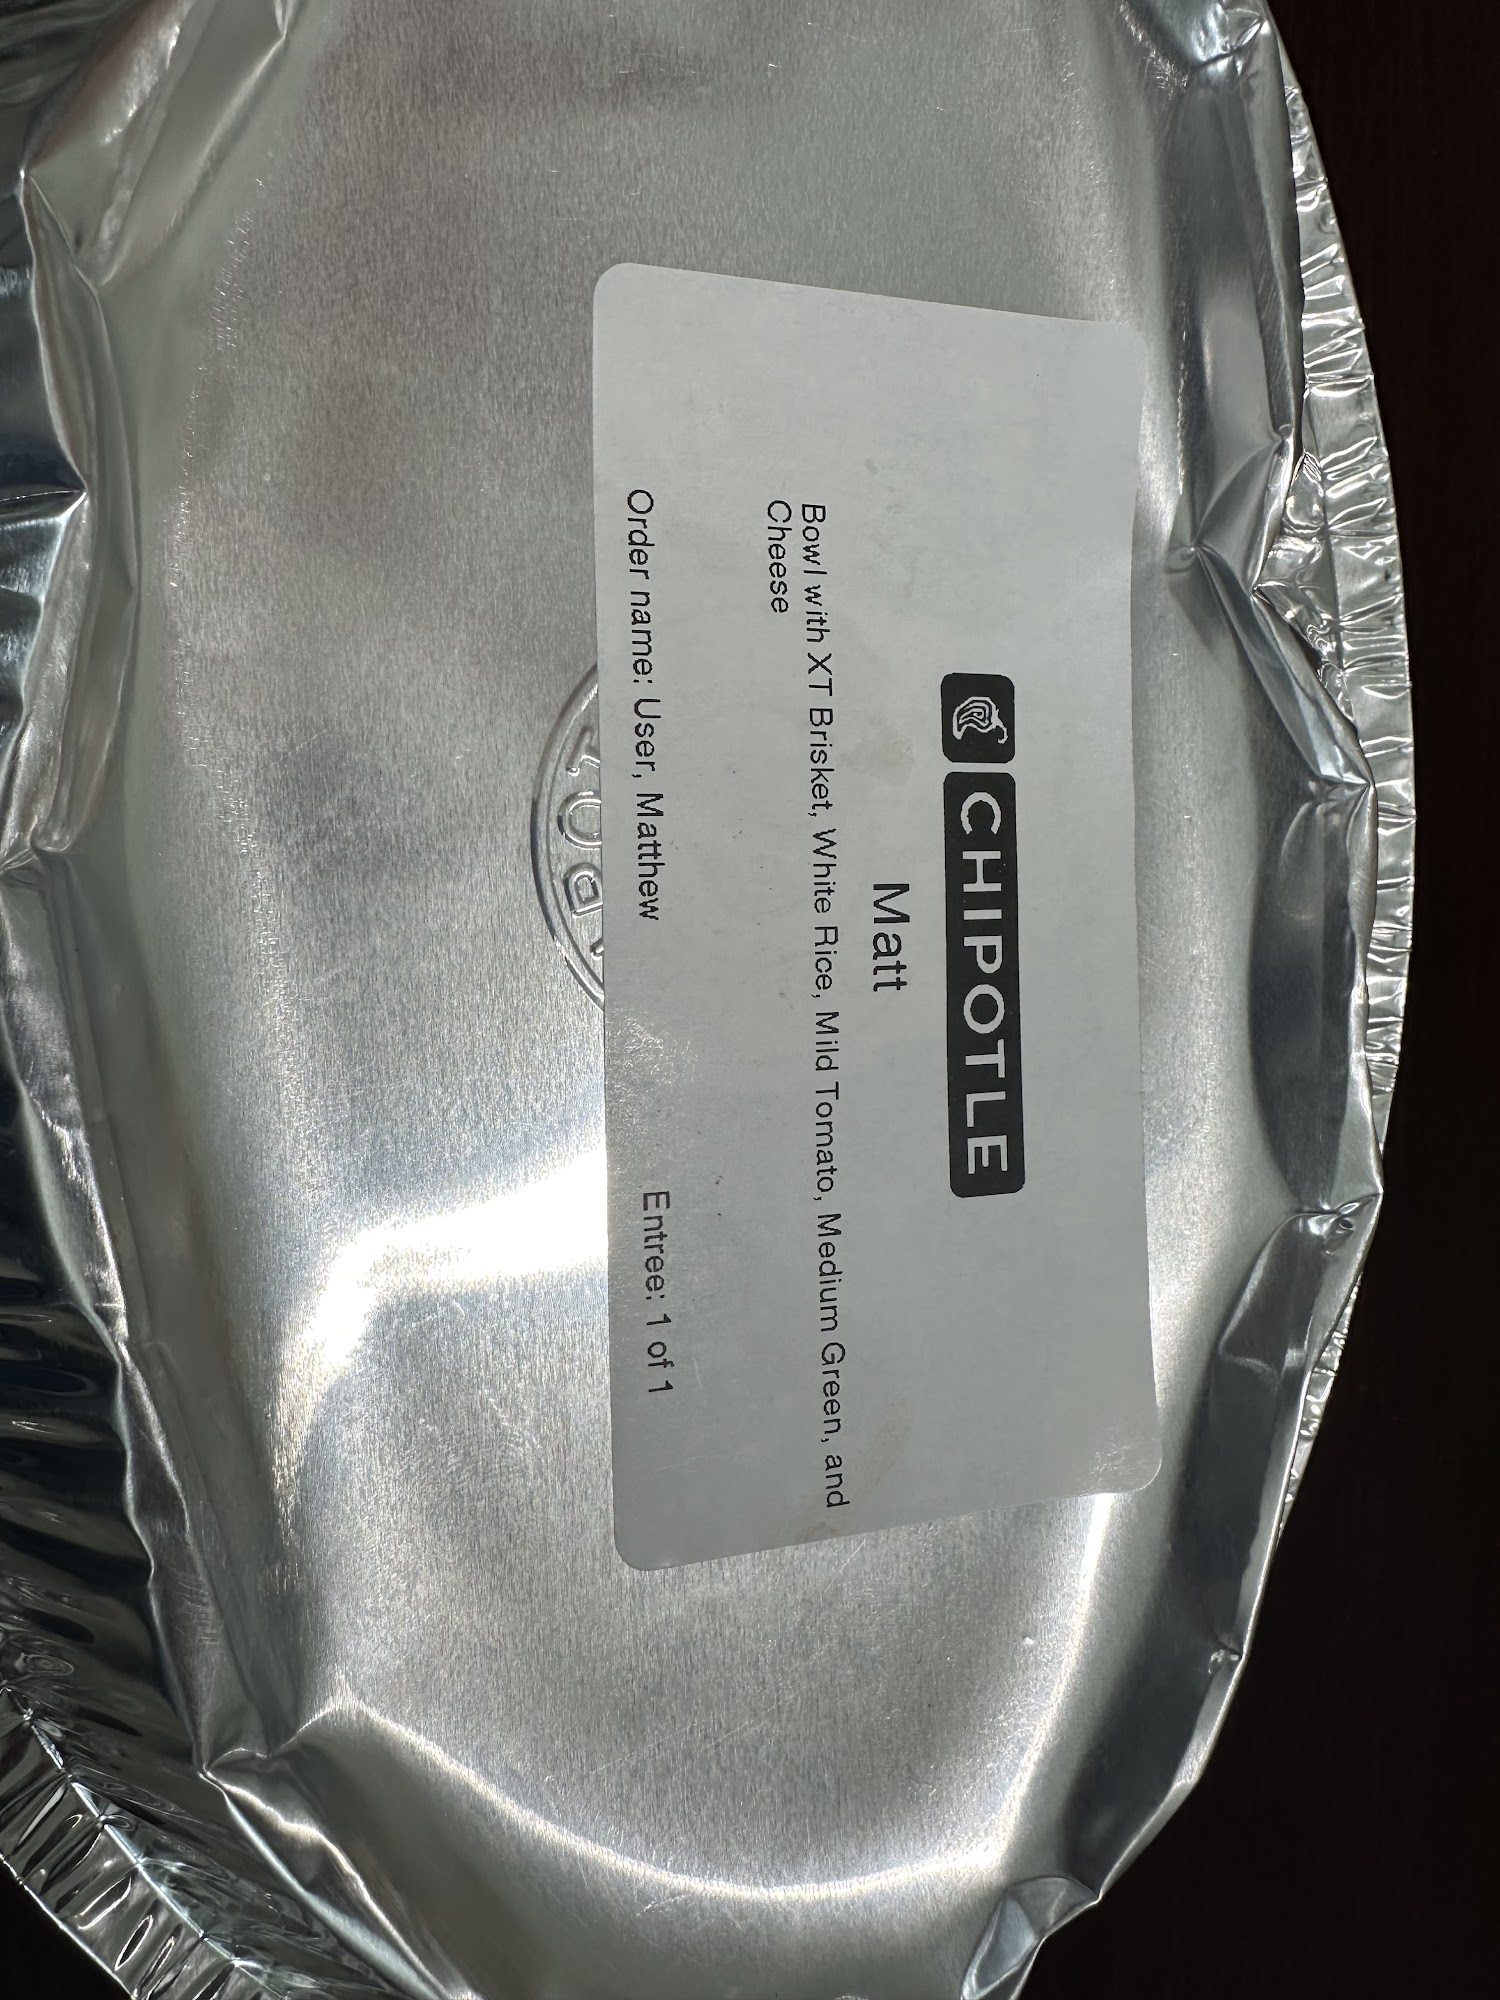 CHIPOTLE
Matt
Bowl with XT Brisket, White Rice, Mild Tomato, Medium Green, and
Cheese
Order name: User, Matthew Entree: 1 of 1